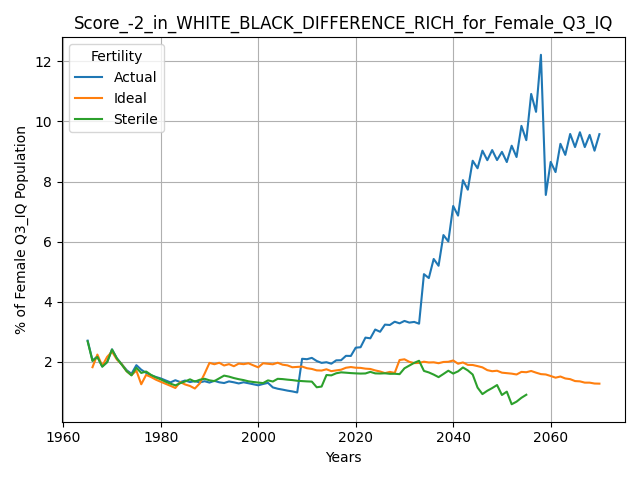 Score_-2_in_WHITE_BLACK_DIFFERENCE_RICH_for_Female_Q3_IQ
Fertility
Actual
Ideal
Sterile
% of Female Q3_IQ Population
12
10
8
6
4
2
1960
1980
2000
2020
2040
2060
Years